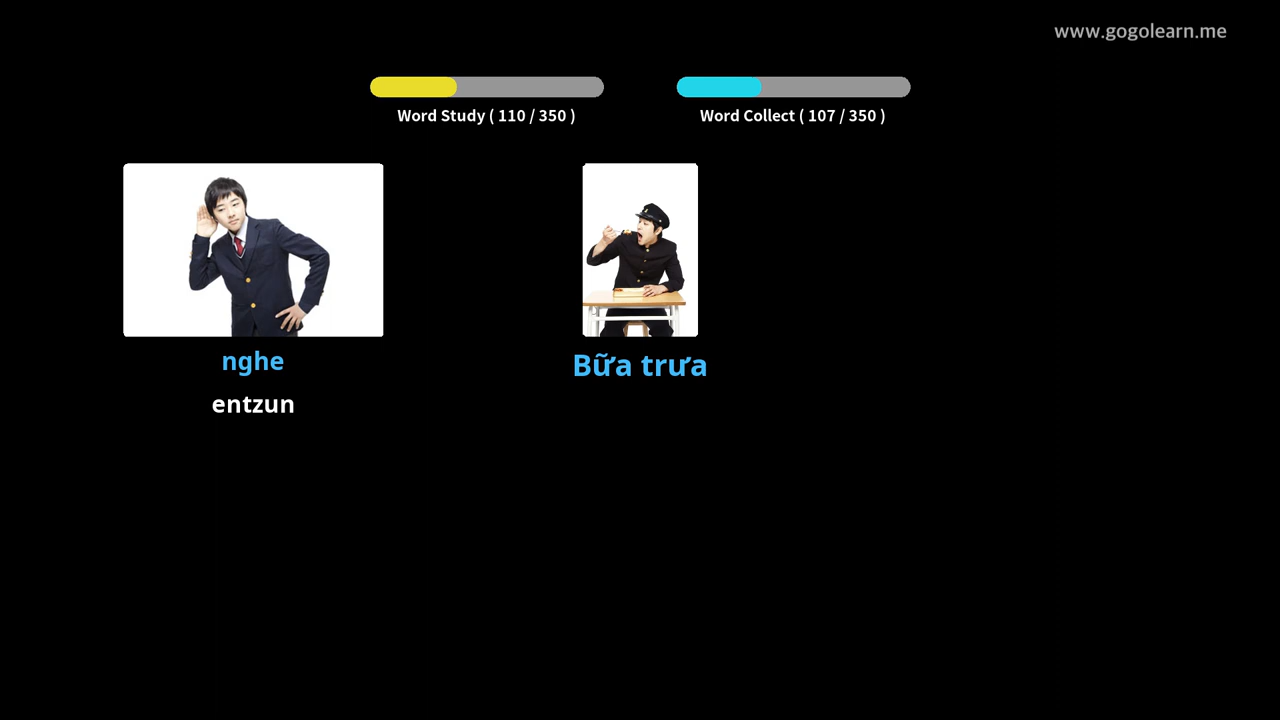 www.gogolearn.me
Word Study ( 110 / 350 )
Word Collect ( 107 / 350 )
nghe
entzun
Bữa trưa